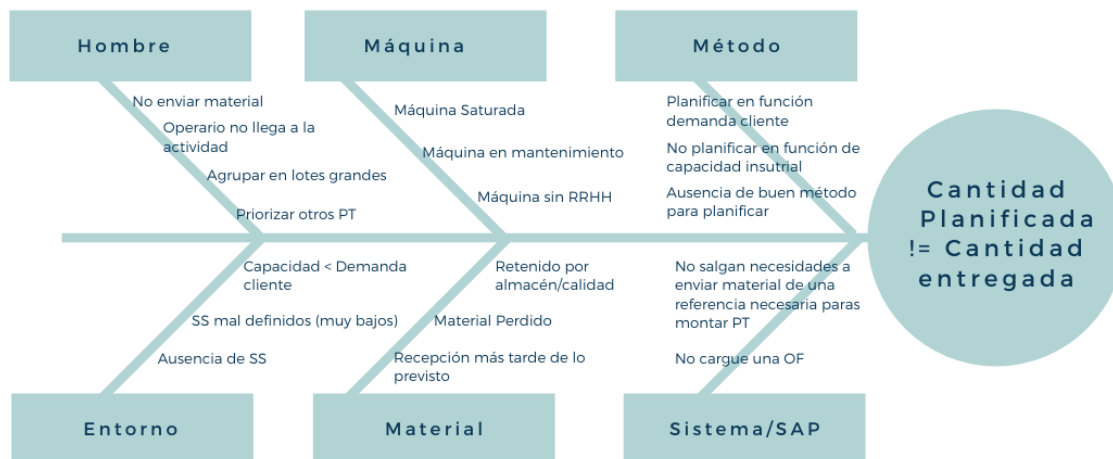 Hombre
Máquina
Método
No enviar material
Operario no llega a la
actividad
Agrupar en lotes grandes
Priorizar otros PT
Máquina Saturada
Máquina en mantenimiento
Máquina sin RRHH
Planificar en función
demanda cliente
No planificar en función de
capacidad insutrial
Ausencia de buen método
para planificar
Cantidad
Planificada
!= Cantidad
entregada
Capacidad < Demanda
cliente
SS mal definidos (muy bajos)
Ausencia de SS
Retenido por
almacén/calidad
Material Perdido
Recepción más tarde de lo
previsto
No salgan necesidades a
enviar material de una
referencia necesaria paras
montar PT
No cargue una OF
Entorno
Material
Sistema/SAP